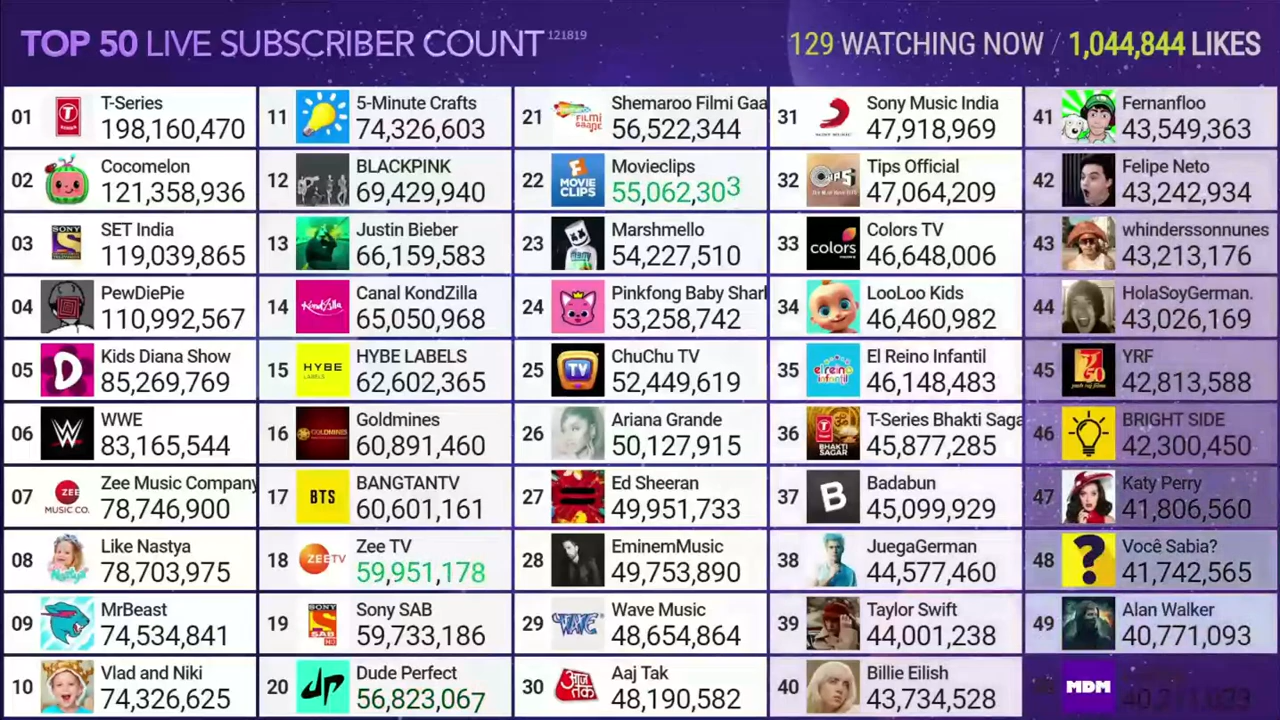 TOP 50 LIVE SUBSCRIBER COUNT 121819
129 WATCHING NOW / 1,044,844 LIKES
01 T-Series
198,160,470
02 Cocomelon
121,358,936
03 SET India
119,039,865
04 PewDiePie
110,992,567
05 Kids Diana Show
85,269,769
06 WWE
83,165,544
07 Zee Music Company
78,746,900
08 Like Nastya
78,703,975
09 MrBeast
74,534,841
10 Vlad and Niki
74,326,625
11 5-Minute Crafts
74,326,603
12 BLACKPINK
69,429,940
13 Justin Bieber
66,159,583
14 Canal KondZilla
65,050,968
15 HYBE LABELS
62,602,365
16 Goldmines
60,891,460
17 BANGTANTV
60,601,161
18 Zee TV
59,951,178
19 Sony SAB
59,733,186
20 Dude Perfect
56,823,067
21 Shemaroo Filmi Gaa
56,522,344
22 Movieclips
55,062,303
23 Marshmello
54,227,510
24 Pinkfong Baby Shar
53,258,742
25 ChuChu TV
52,449,619
26 Ariana Grande
50,127,915
27 Ed Sheeran
49,951,733
28 EminemMusic
49,753,890
29 Wave Music
48,654,864
30 Aaj Tak
48,190,582
31 Sony Music India
47,918,969
32 Tips Official
47,064,209
33 Colors TV
46,648,006
34 LooLoo Kids
46,460,982
35 El Reino Infantil
46,148,483
36 T-Series Bhakti Saga
45,877,285
37 Badabun
45,099,929
38 JuegaGerman
44,577,460
39 Taylor Swift
44,001,238
40 Billie Eilish
43,734,528
41 Fernanfloo
43,549,363
42 Felipe Neto
43,242,934
43 whinderssonnunes
43,213,176
44 HolaSoyGerman.
43,026,169
45 YRF
42,813,588
46 BRIGHT SIDE
42,300,450
47 Katy Perry
41,806,560
48 Você Sabia?
41,742,565
49 Alan Walker
40,771,093
MDM